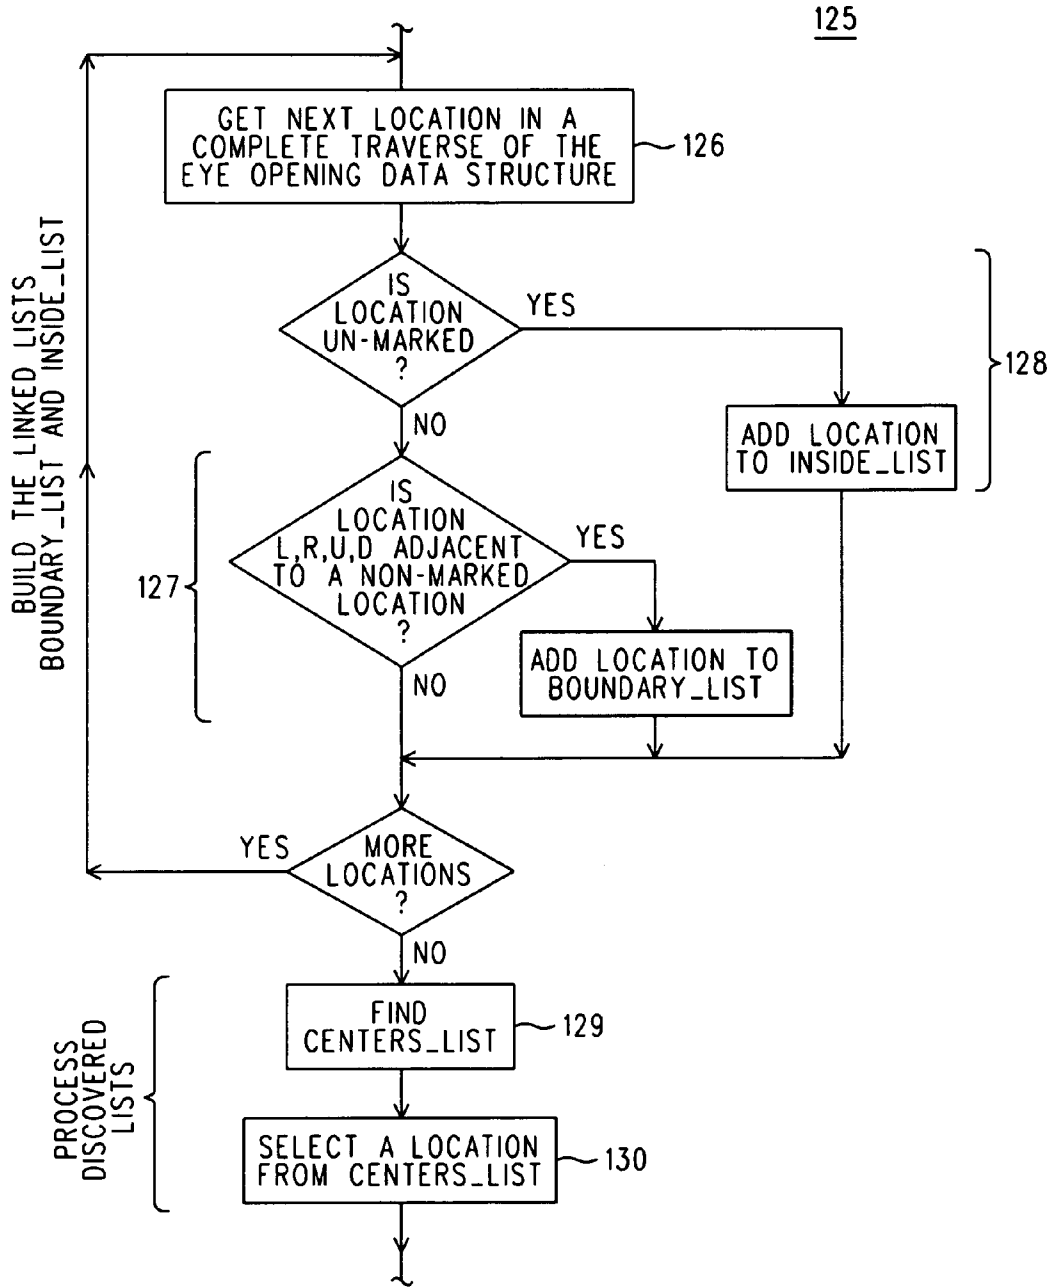 125
GET NEXT LOCATION IN A
COMPLETE TRAVERSE OF THE
EYE OPENING DATA STRUCTURE
126
IS
LOCATION
UN-MARKED
?
YES
NO
128
ADD LOCATION
TO INSIDE_LIST
BUILD THE LINKED LISTS
BOUNDARY_LIST AND INSIDE_LIST
127
IS
LOCATION
L,R,U,D ADJACENT
TO A NON-MARKED
LOCATION
?
YES
NO
ADD LOCATION TO
BOUNDARY_LIST
MORE
LOCATIONS
?
YES
NO
PROCESS
DISCOVERED
LISTS
FIND
CENTERS_LIST
129
SELECT A LOCATION
FROM CENTERS_LIST
130